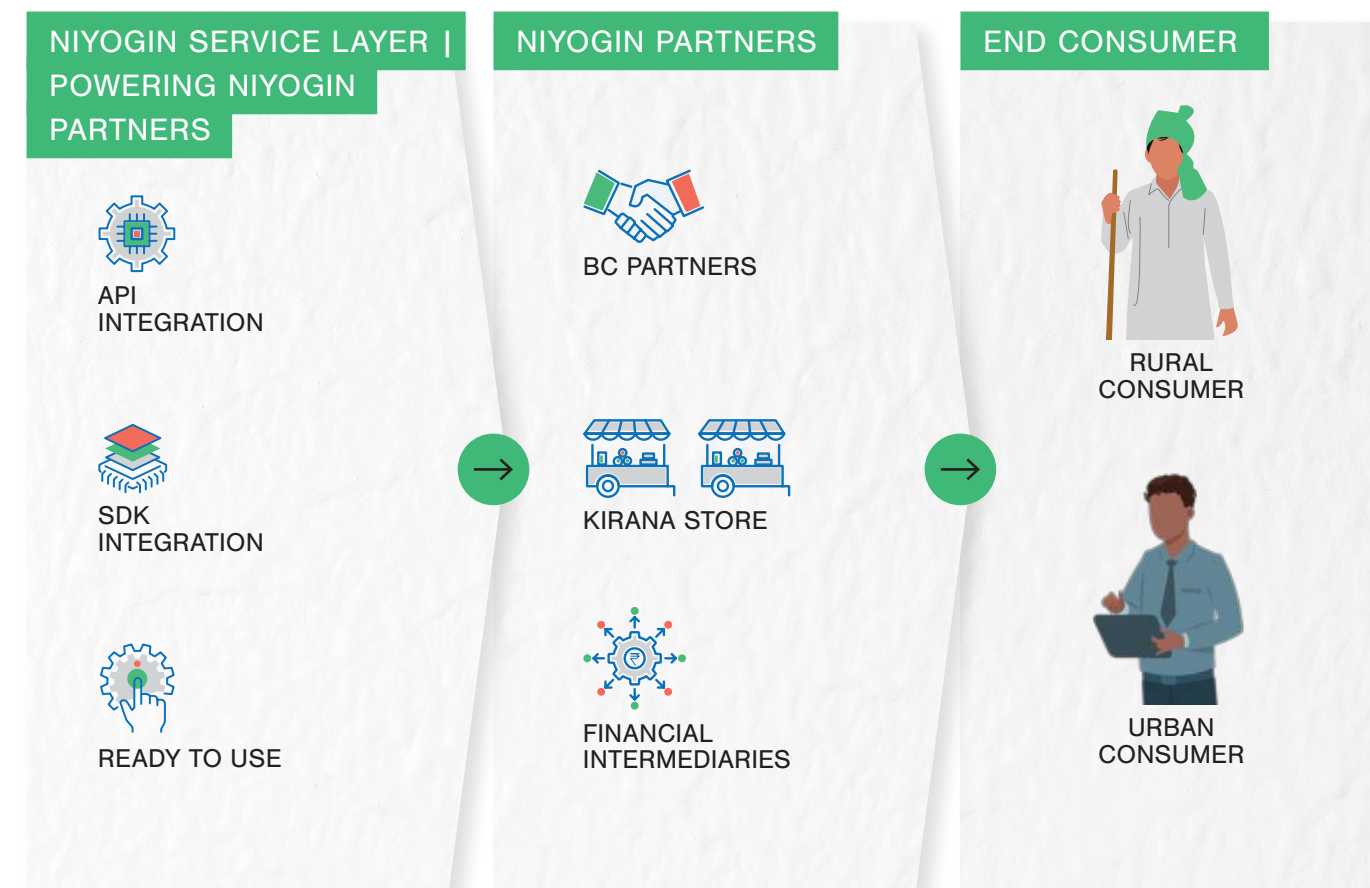 NIYOGIN SERVICE LAYER |
POWERING NIYOGIN
PARTNERS
API
INTEGRATION
SDK
INTEGRATION
READY TO USE
NIYOGIN PARTNERS
BC PARTNERS
KIRANA STORE
₹
FINANCIAL
INTERMEDIARIES
END CONSUMER
RURAL
CONSUMER
URBAN
CONSUMER